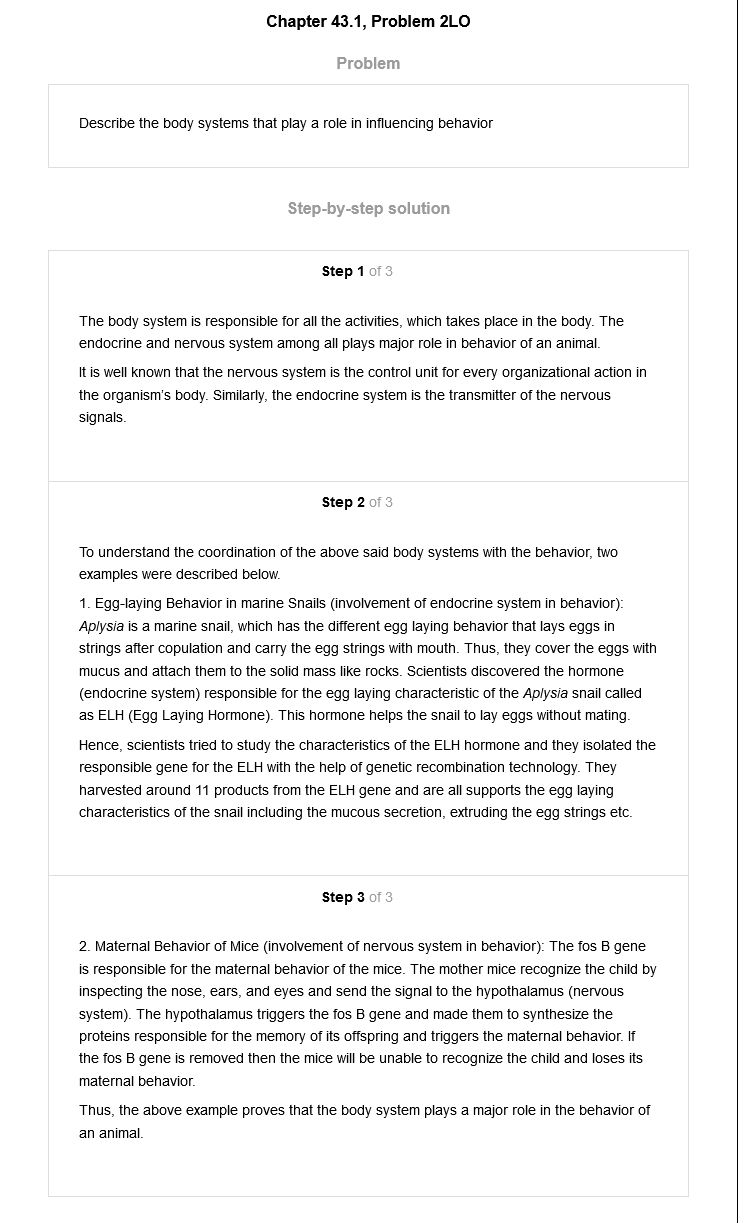 Chapter 43.1, Problem 2LO
Problem
Describe the body systems that play a role in influencing behavior
Step-by-step solution
Step 1 of 3
The body system is responsible for all the activities, which takes place in the body. The
endocrine and nervous system among all plays major role in behavior of an animal.
It is well known that the nervous system is the control unit for every organizational action in
the organism's body. Similarly, the endocrine system is the transmitter of the nervous
signals.
Step 2 of 3
To understand the coordination of the above said body systems with the behavior, two
examples were described below.
1. Egg-laying Behavior in marine Snails (involvement of endocrine system in behavior):
Aplysia is a marine snail, which has the different egg laying behavior that lays eggs in
strings after copulation and carry the egg strings with mouth. Thus, they cover the eggs with
mucus and attach them to the solid mass like rocks. Scientists discovered the hormone
(endocrine system) responsible for the egg laying characteristic of the Aplysia snail called
as ELH (Egg Laying Hormone). This hormone helps the snail to lay eggs without mating.
Hence, scientists tried to study the characteristics of the ELH hormone and they isolated the
responsible gene for the ELH with the help of genetic recombination technology. They
harvested around 11 products from the ELH gene and are all supports the egg laying
characteristics of the snail including the mucous secretion, extruding the egg strings etc.
Step 3 of 3
2. Maternal Behavior of Mice (involvement of nervous system in behavior): The fos B gene
is responsible for the maternal behavior of the mice. The mother mice recognize the child by
inspecting the nose, ears, and eyes and send the signal to the hypothalamus (nervous
system). The hypothalamus triggers the fos B gene and made them to synthesize the
proteins responsible for the memory of its offspring and triggers the maternal behavior. If
the fos B gene is removed then the mice will be unable to recognize the child and loses its
maternal behavior.
Thus, the above example proves that the body system plays a major role in the behavior of
an animal.